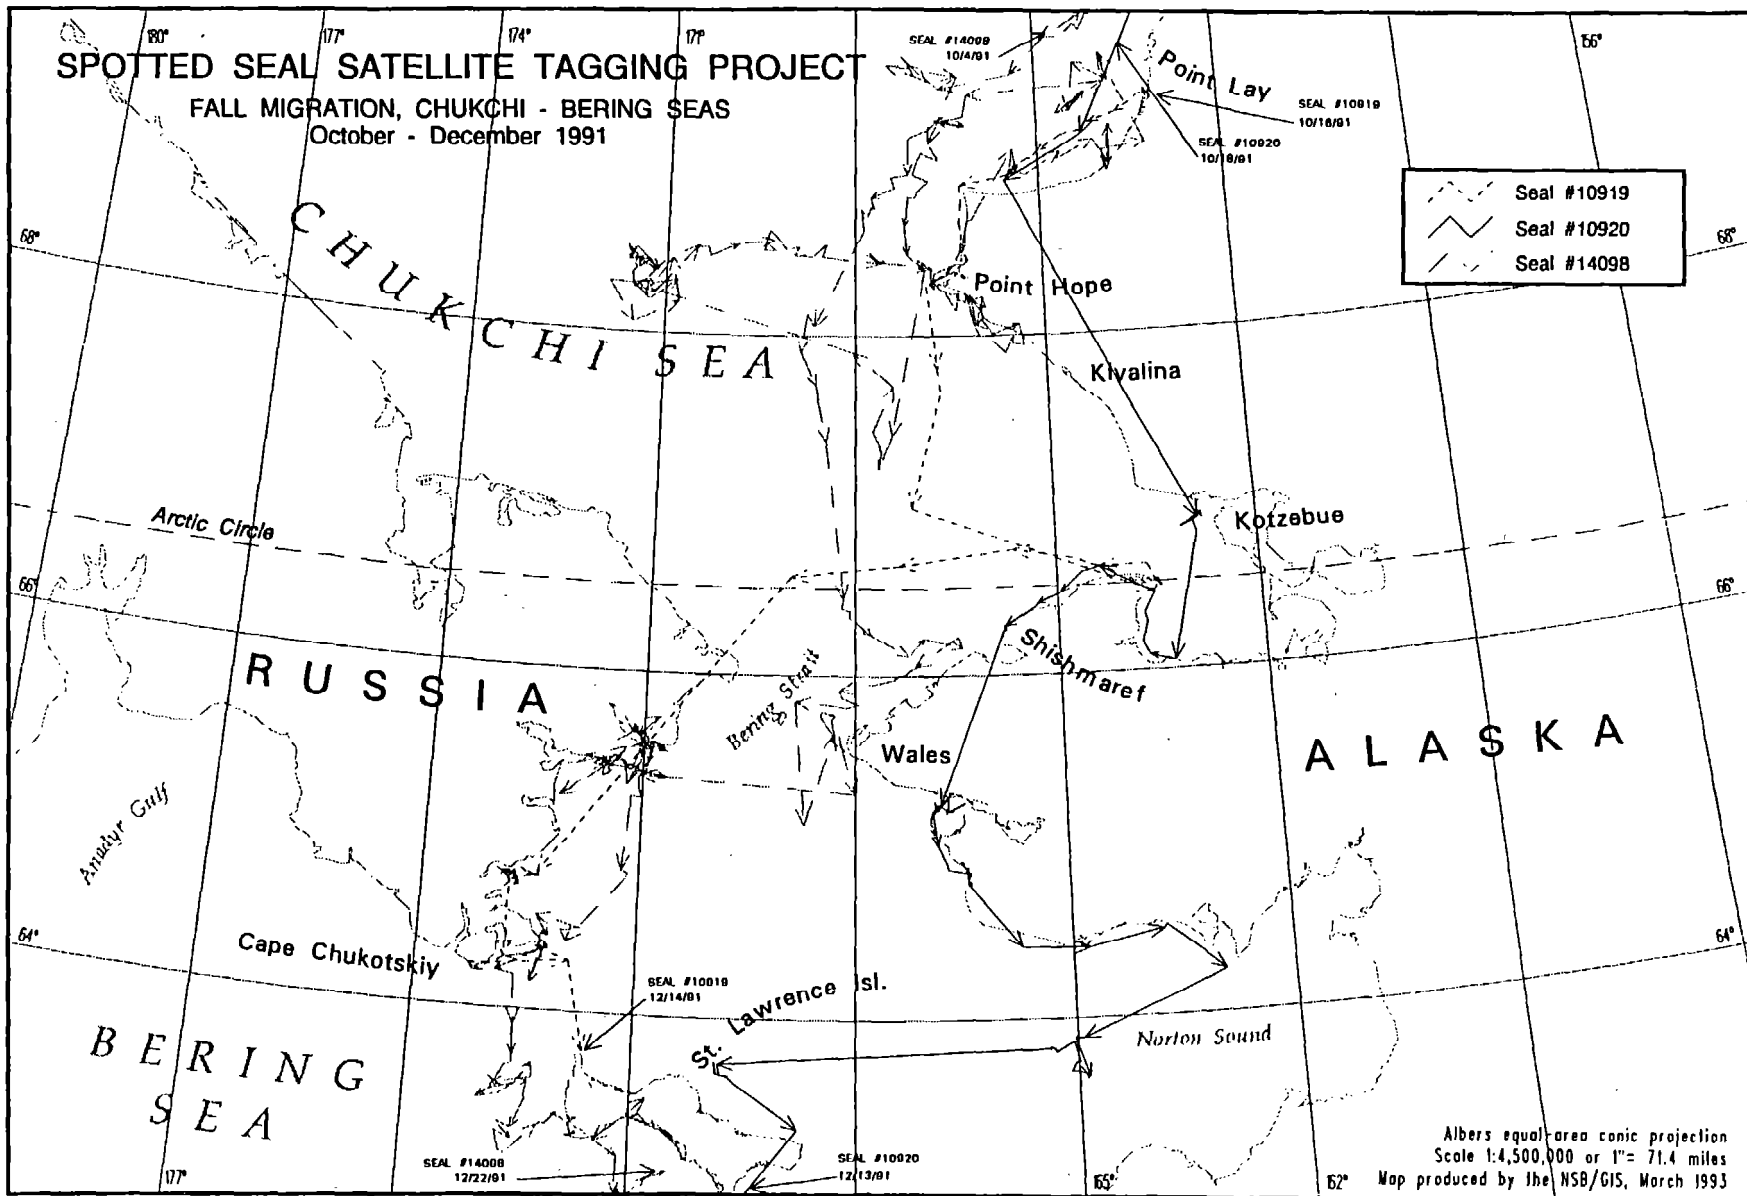 180°
177°
174°
171°
156°
SPOTTED SEAL SATELLITE TAGGING PROJECT
FALL MIGRATION, CHUKCHI - BERING SEAS
October - December 1991
SEAL #14098
10/4/91
Point Lay
SEAL #10919
10/16/91
SEAL #10920
10/18/91
Seal #10919
Seal #10920
Seal #14098
68°
68°
CHUKCHI SEA
Point Hope
Kivalina
Arctic Circle
Kotzebue
66°
66°
RUSSIA
Shishmaref
Bering Strait
Wales
ALASKA
Anadyr Gulf
64°
64°
Cape Chukotskiy
SEAL #10919
12/14/91
St. Lawrence Isl.
Norton Sound
BERING
SEA
SEAL #14098
12/22/91
SEAL #10920
12/13/91
177°
165°
162°
Albers equal-area conic projection
Scale 1:4,500,000 or 1"= 71.4 miles
Map produced by the NSB/GIS, March 1993